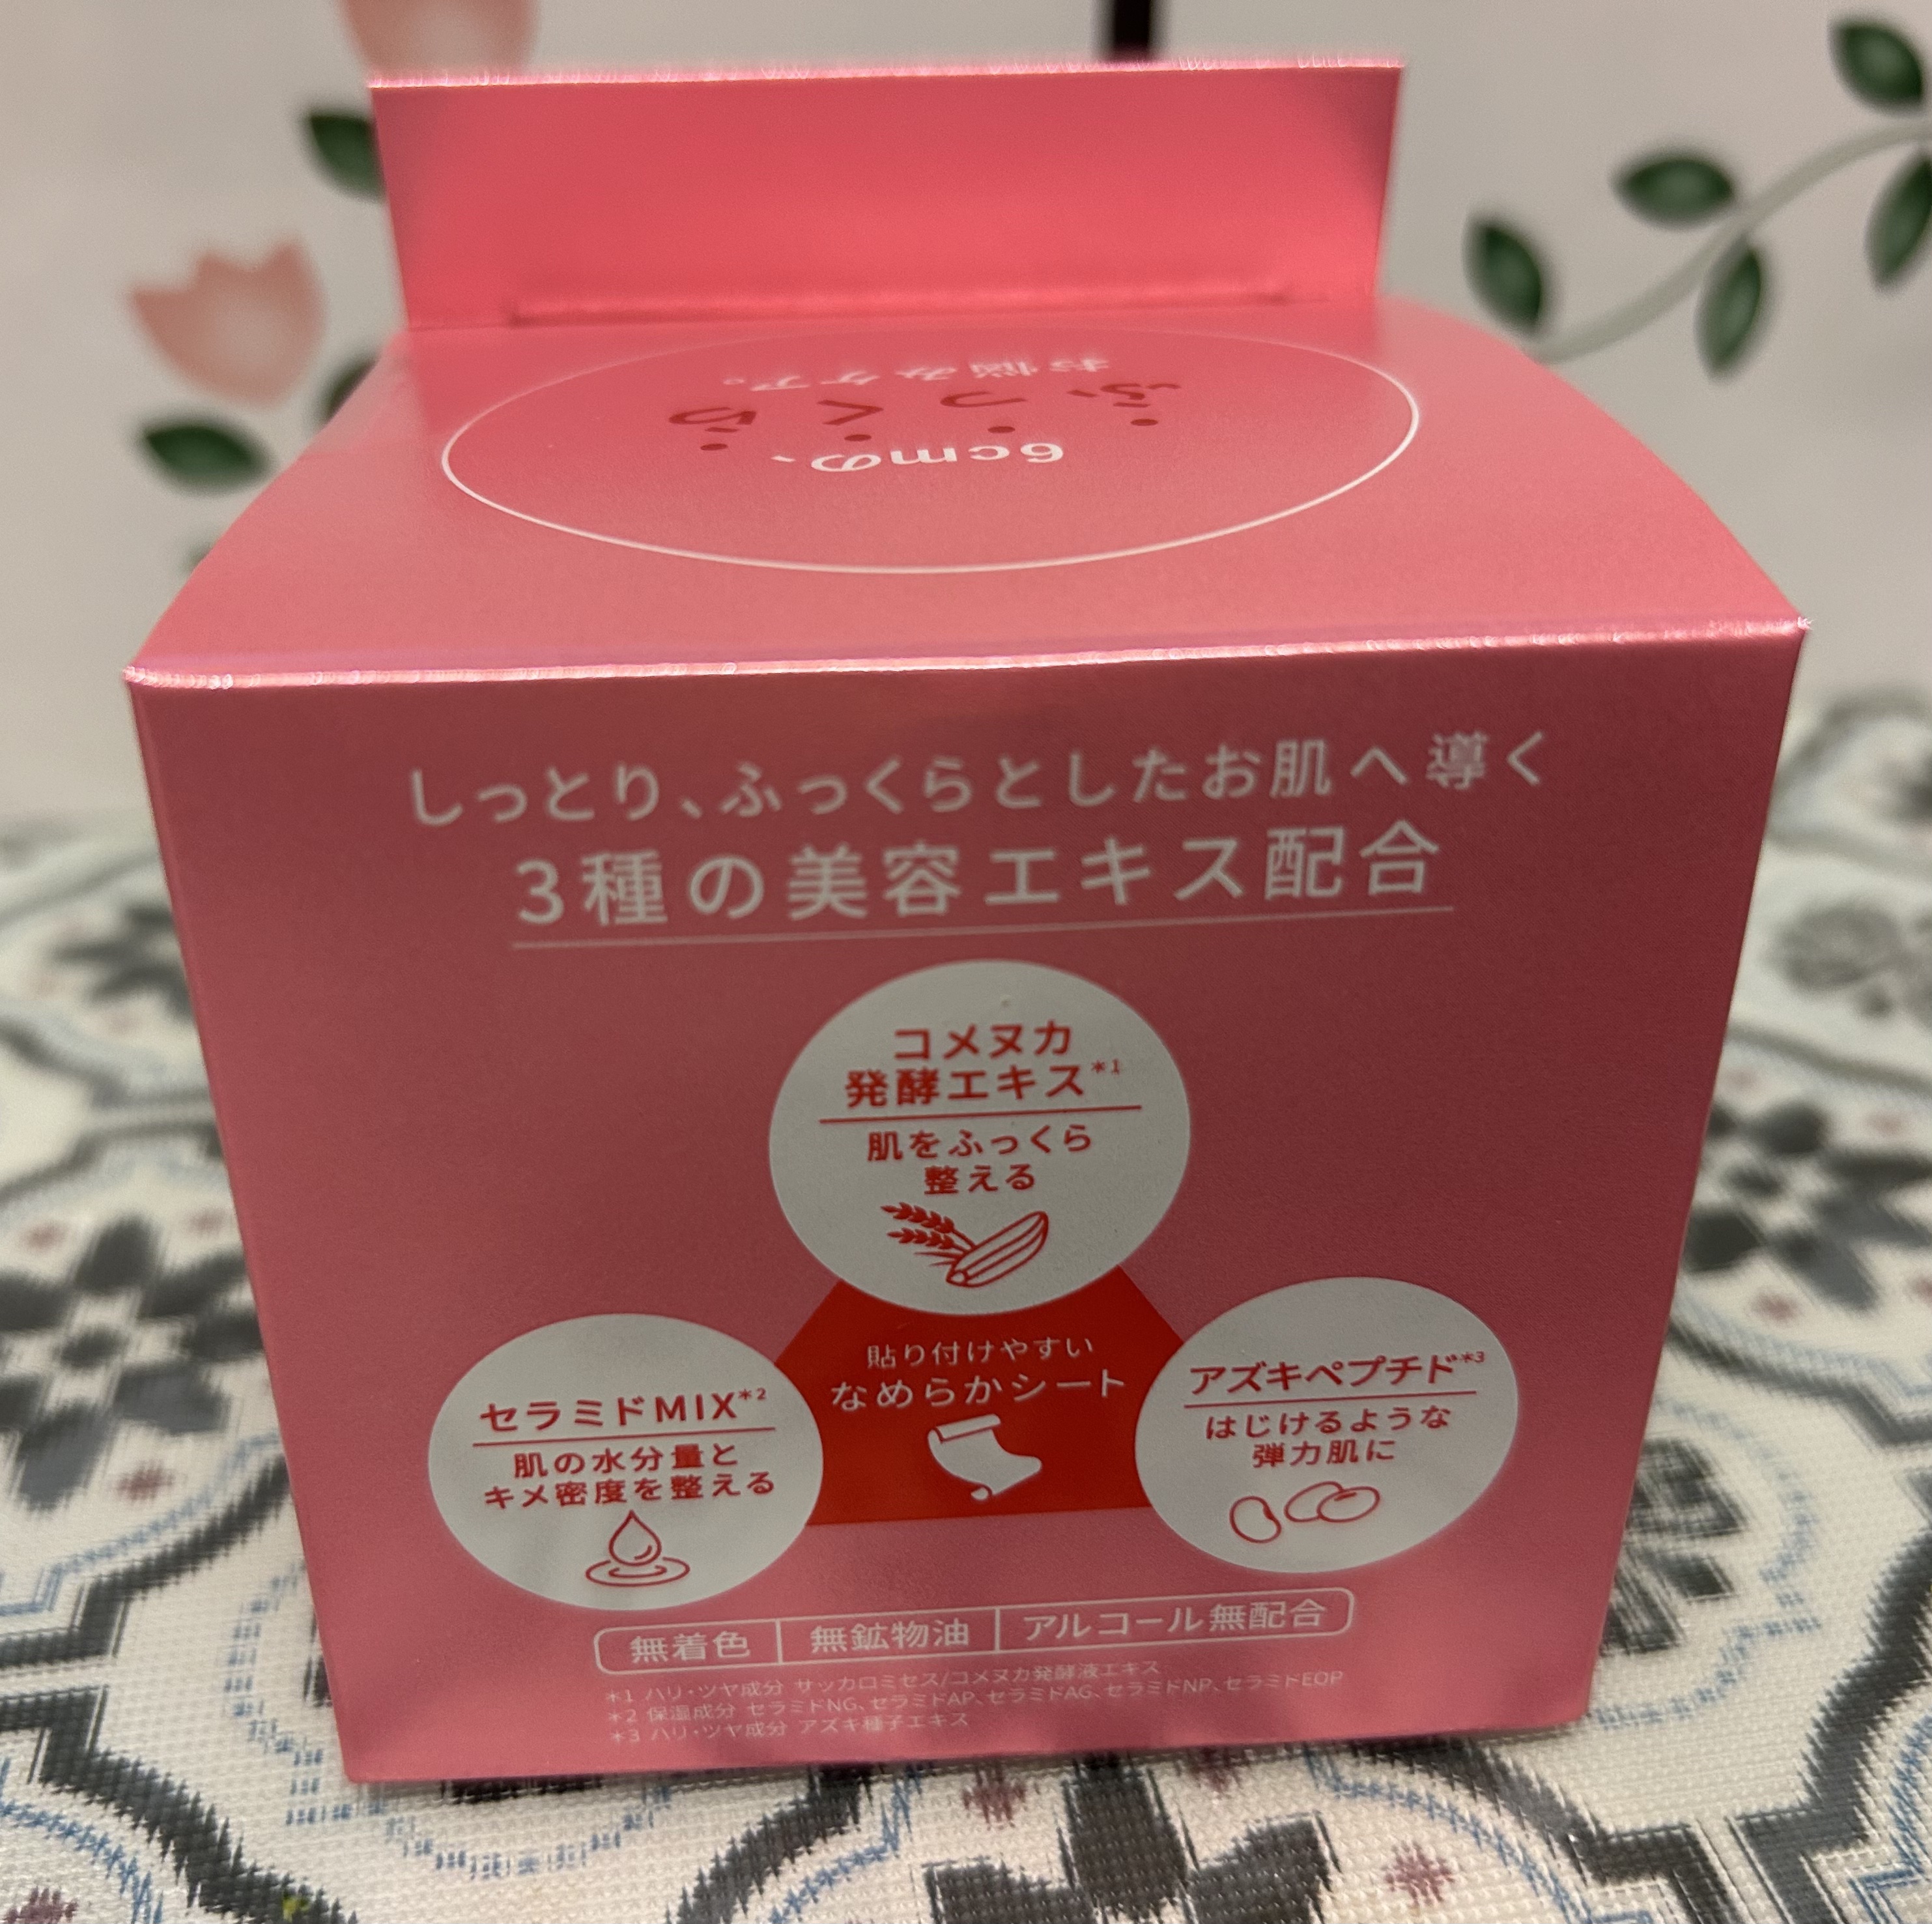 6cmの、
ふっくら
お悩みケア。
しっとり、ふっくらとしたお肌へ導く
3種の美容エキス配合
コメヌカ
発酵エキス*1
肌をふっくら
整える
貼り付けやすい
なめらかシート
セラミドMIX*2
肌の水分量と
キメ密度を整える
アズキペプチド*3
はじけるような
弾力肌に
無着色 無鉱物油 アルコール無配合
*1 ハリ・ツヤ成分 サッカロミセス/コメヌカ発酵液エキス
*2 保湿成分 セラミドNG、セラミドAP、セラミドAG、セラミドNP、セラミドEOP
*3 ハリ・ツヤ成分 アズキ種子エキス